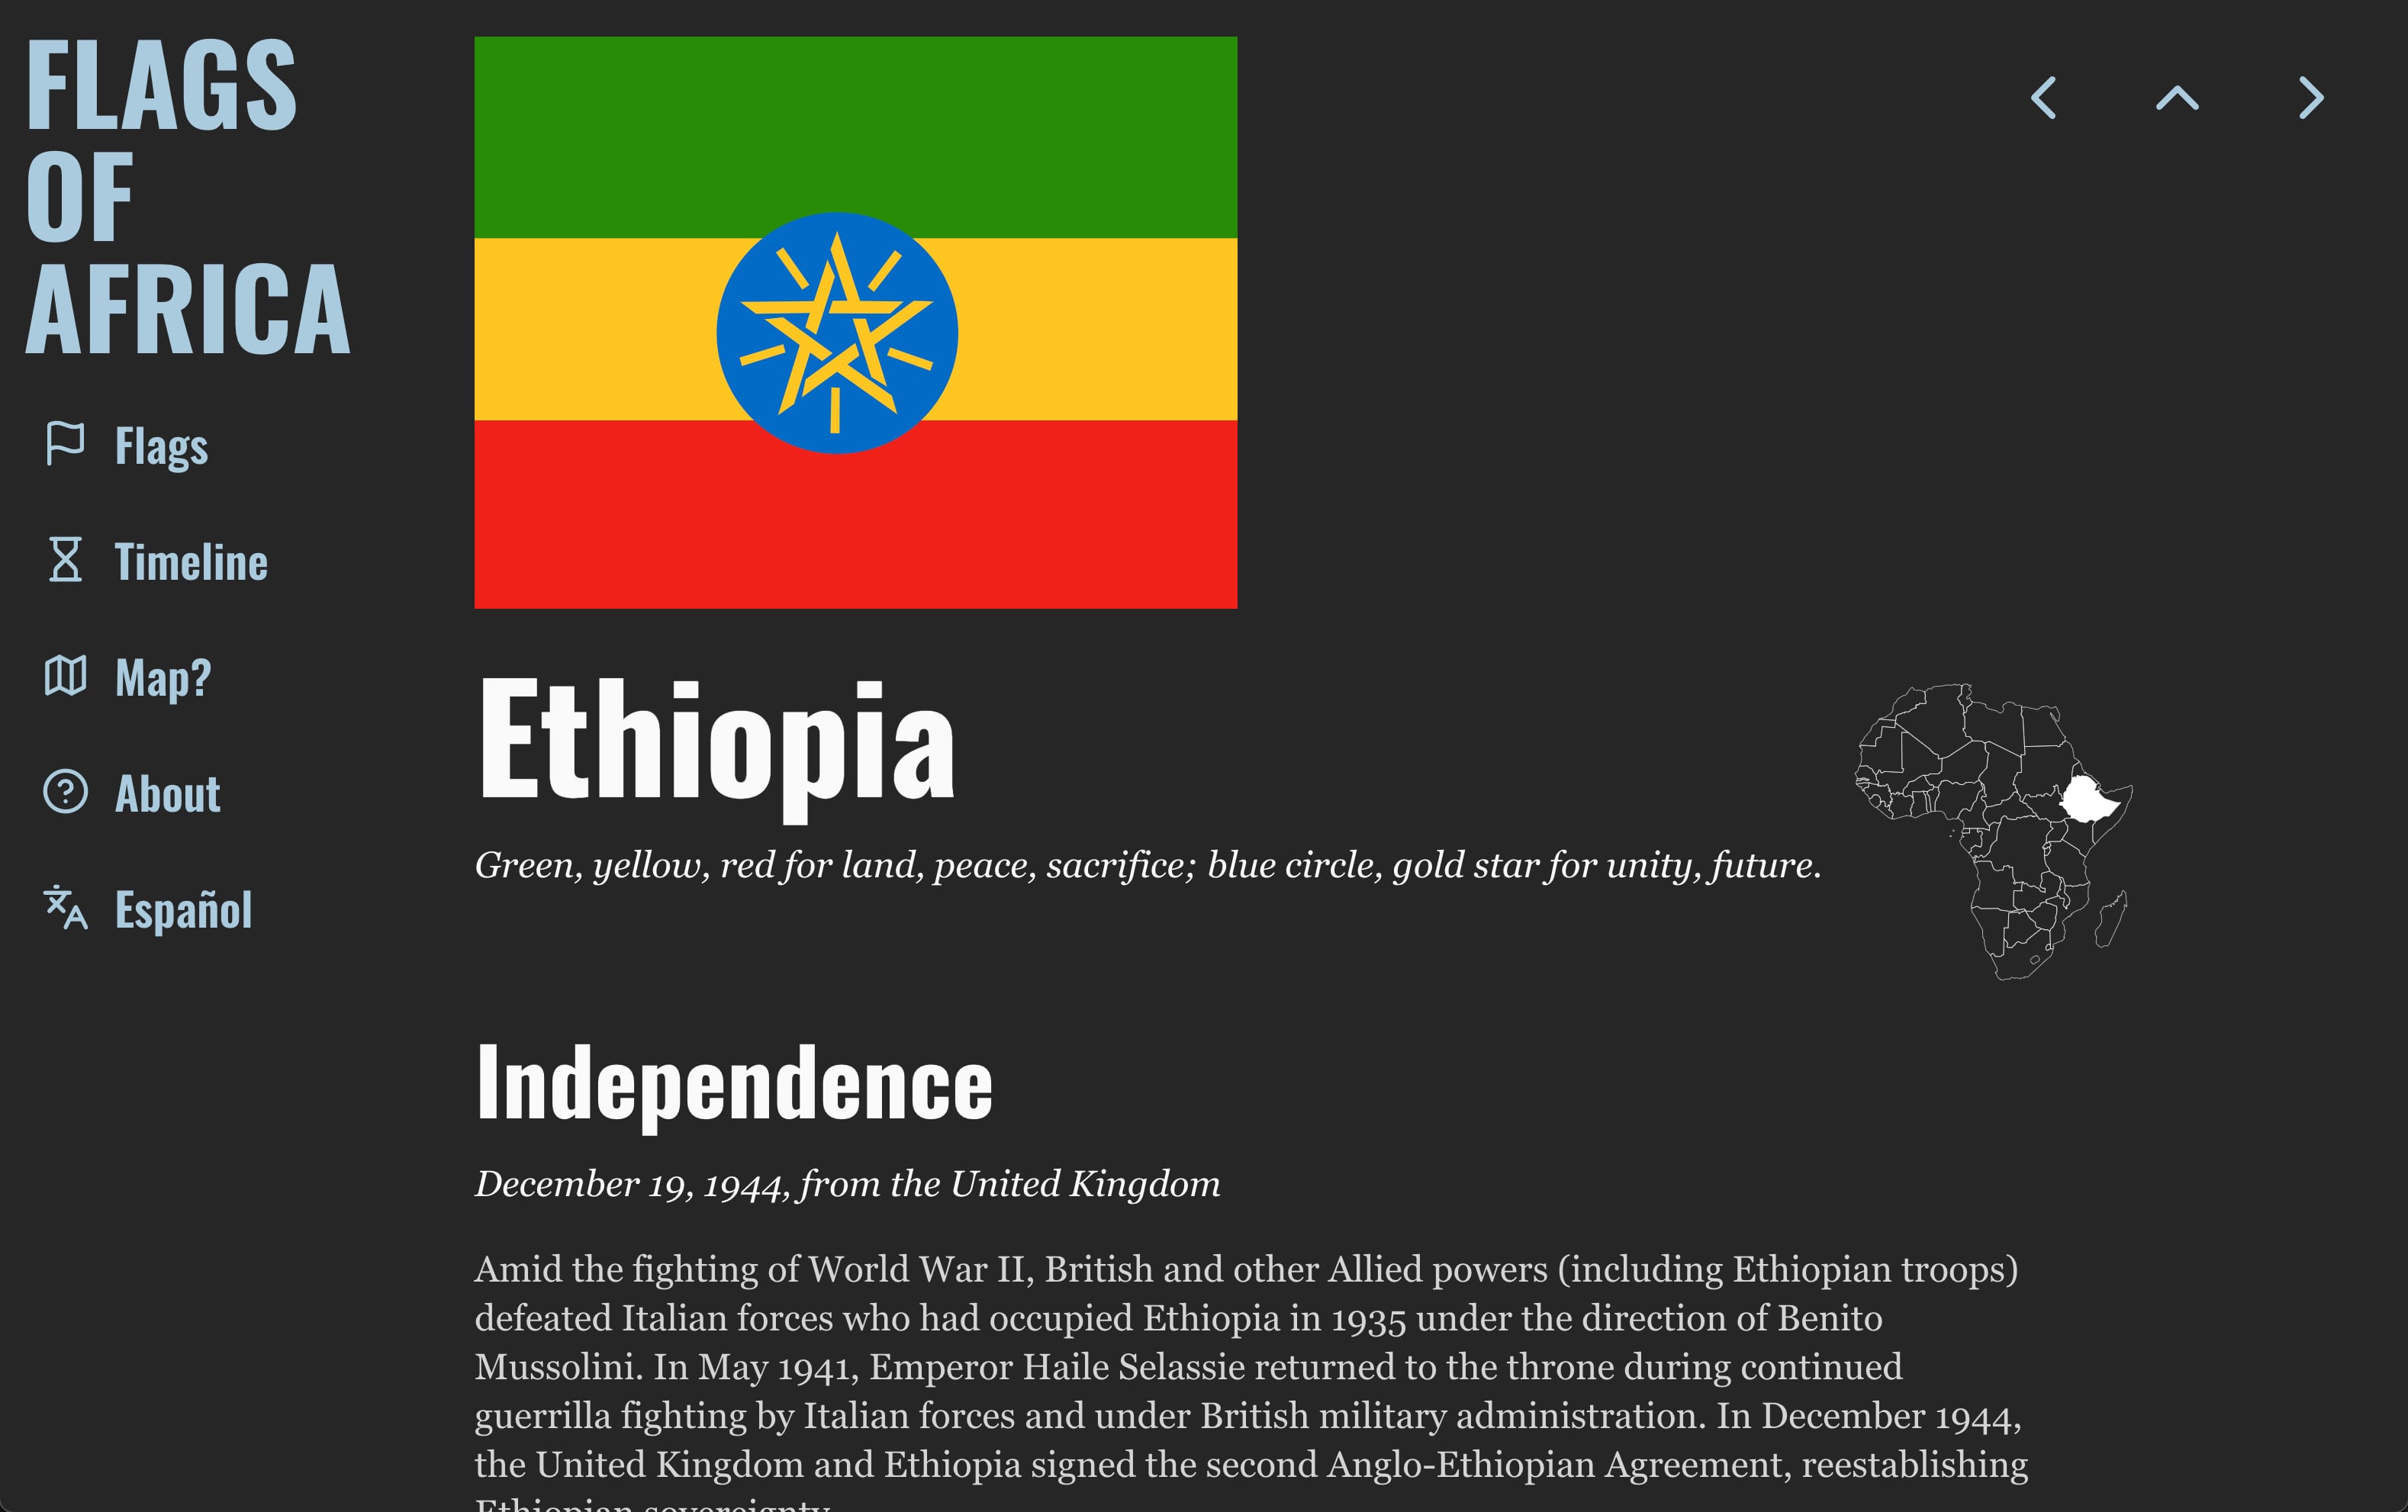 FLAGS
OF
AFRICA
Flags
Timeline
Map?
About
Español
Ethiopia
Green, yellow, red for land, peace, sacrifice; blue circle, gold star for unity, future.
Independence
December 19, 1944, from the United Kingdom
Amid the fighting of World War II, British and other Allied powers (including Ethiopian troops)
defeated Italian forces who had occupied Ethiopia in 1935 under the direction of Benito
Mussolini. In May 1941, Emperor Haile Selassie returned to the throne during continued
guerrilla fighting by Italian forces and under British military administration. In December 1944,
the United Kingdom and Ethiopia signed the second Anglo-Ethiopian Agreement, reestablishing
Ethiopian sovereignty.